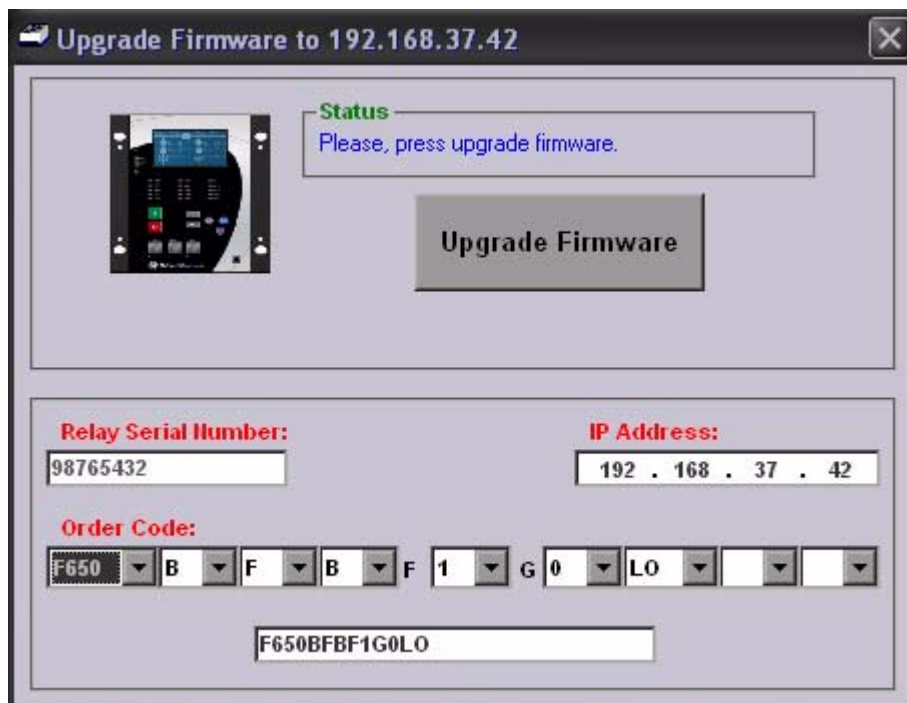 Upgrade Firmware to 192.168.37.42
Status
Please, press upgrade firmware.
Upgrade Firmware
Relay Serial Number:
IP Address:
98765432
192 . 168 . 37 . 42
Order Code:
F650 B F B F 1 G 0 LO
F650BFBF1G0LO